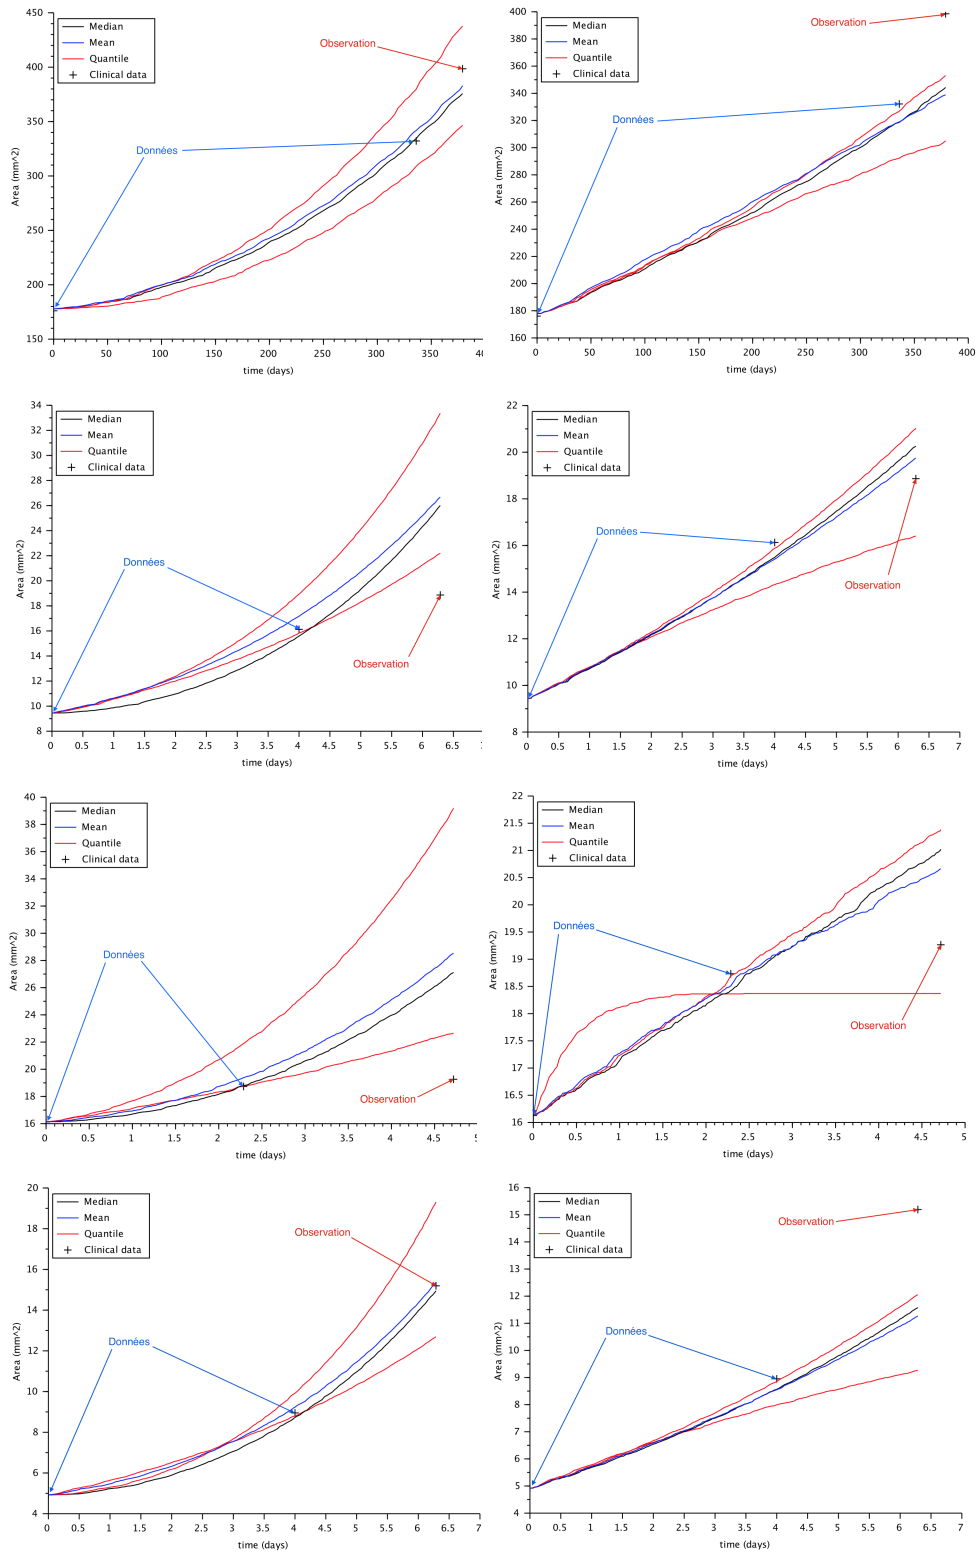 450
400
350
300
250
200
150
Area (mm^2)
Median
Mean
Quantile
Clinical data
Observation
Données
0 50 100 150 200 250 300 350
time (days)
400
380
360
340
320
300
280
260
240
220
200
180
160
Area (mm^2)
Median
Mean
Quantile
Clinical data
Observation
Données
0 50 100 150 200 250 300 350 400
time (days)
34
32
30
28
26
24
22
20
18
16
14
12
10
8
Area (mm^2)
Median
Mean
Quantile
Clinical data
Données
Observation
0 0.5 1 1.5 2 2.5 3 3.5 4 4.5 5 5.5 6 6.5
time (days)
22
20
18
16
14
12
10
8
Area (mm^2)
Median
Mean
Quantile
Clinical data
Données
Observation
0 0.5 1 1.5 2 2.5 3 3.5 4 4.5 5 5.5 6 6.5 7
time (days)
40
38
36
34
32
30
28
26
24
22
20
18
16
Area (mm^2)
Median
Mean
Quantile
Clinical data
Données
Observation
0 0.5 1 1.5 2 2.5 3 3.5 4 4.5
time (days)
22
21.5
21
20.5
20
19.5
19
18.5
18
17.5
17
16.5
16
Area (mm^2)
Median
Mean
Quantile
Clinical data
Données
Observation
0 0.5 1 1.5 2 2.5 3 3.5 4 4.5 5
time (days)
20
18
16
14
12
10
8
6
4
Area (mm^2)
Median
Mean
Quantile
Clinical data
Observation
Données
0 0.5 1 1.5 2 2.5 3 3.5 4 4.5 5 5.5 6 6.5 7
time (days)
16
15
14
13
12
11
10
9
8
7
6
5
4
Area (mm^2)
Median
Mean
Quantile
Clinical data
Observation
Données
0 0.5 1 1.5 2 2.5 3 3.5 4 4.5 5 5.5 6 6.5 7
time (days)